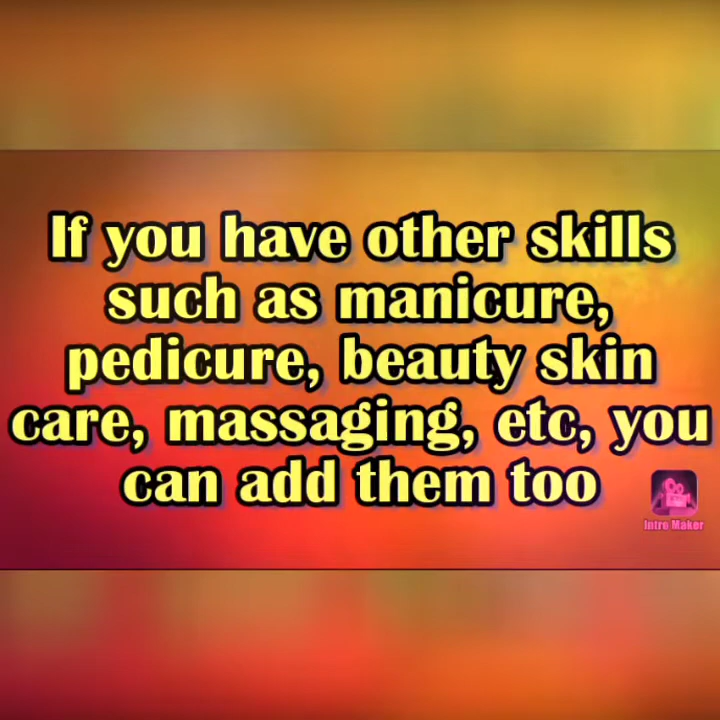 If you have other skills
such as manicure,
pedicure, beauty skin
care, massaging, etc, you
can add them too
Intro Maker